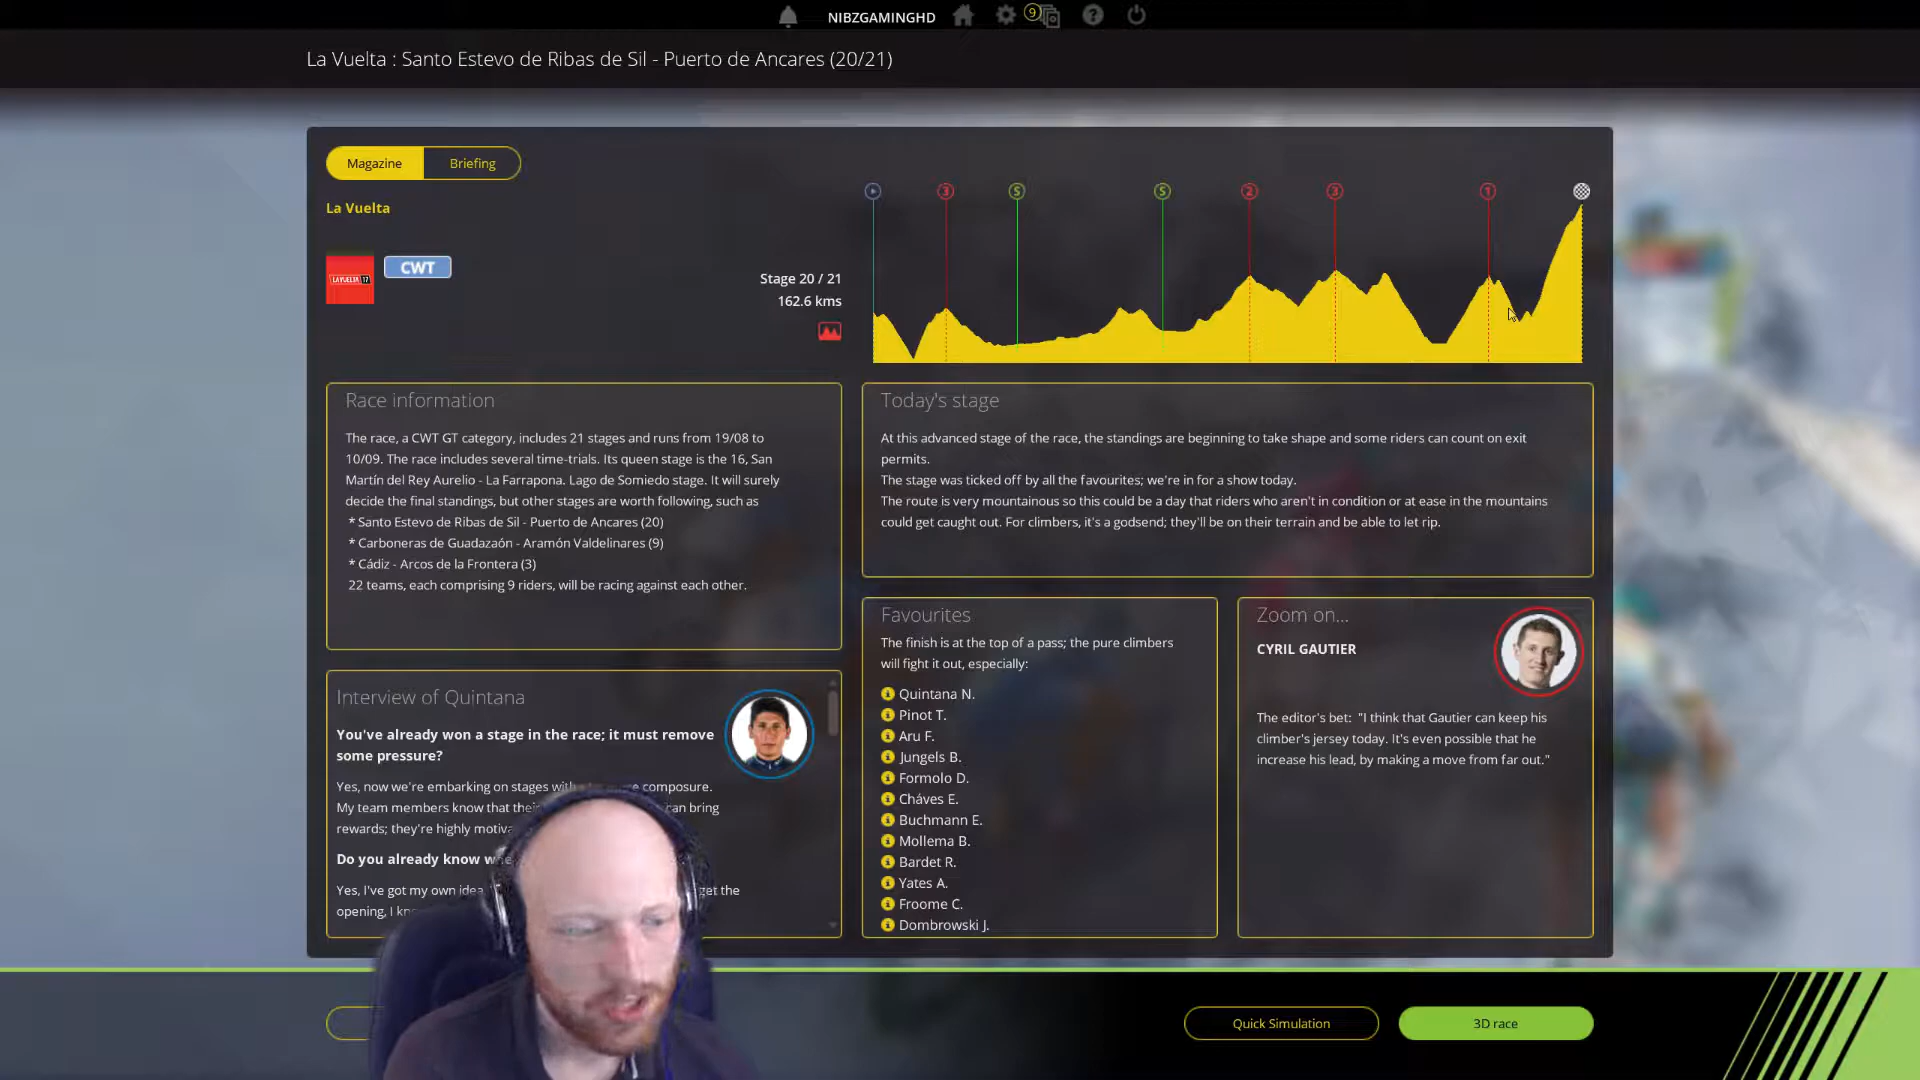 NIBZGAMINGHD
9
La Vuelta : Santo Estevo de Ribas de Sil - Puerto de Ancares (20/21)
Magazine
Briefing
La Vuelta
LA VUELTA 17
CWT
Stage 20 / 21
162.6 kms
3
S
S
2
3
1
Race information
The race, a CWT GT category, includes 21 stages and runs from 19/08 to
10/09. The race includes several time-trials. Its queen stage is the 16, San
Martín del Rey Aurelio - La Farrapona. Lago de Somiedo stage. It will surely
decide the final standings, but other stages are worth following, such as
* Santo Estevo de Ribas de Sil - Puerto de Ancares (20)
* Carboneras de Guadazaón - Aramón Valdelinares (9)
* Cádiz - Arcos de la Frontera (3)
22 teams, each comprising 9 riders, will be racing against each other.
Today's stage
At this advanced stage of the race, the standings are beginning to take shape and some riders can count on exit
permits.
The stage was ticked off by all the favourites; we're in for a show today.
The route is very mountainous so this could be a day that riders who aren't in condition or at ease in the mountains
could get caught out. For climbers, it's a godsend; they'll be on their terrain and be able to let rip.
Interview of Quintana
You've already won a stage in the race; it must remove
some pressure?
Yes, now we're embarking on stages composure.
My team members know that can bring
rewards; they're highly
Do you already know
Yes, I've got my own get the
opening, I
Favourites
The finish is at the top of a pass; the pure climbers
will fight it out, especially:
Quintana N.
Pinot T.
Aru F.
Jungels B.
Formolo D.
Cháves E.
Buchmann E.
Mollema B.
Bardet R.
Yates A.
Froome C.
Dombrowski J.
Zoom on...
CYRIL GAUTIER
The editor's bet: "I think that Gautier can keep his
climber's jersey today. It's even possible that he
increase his lead, by making a move from far out."
Quick Simulation
3D race